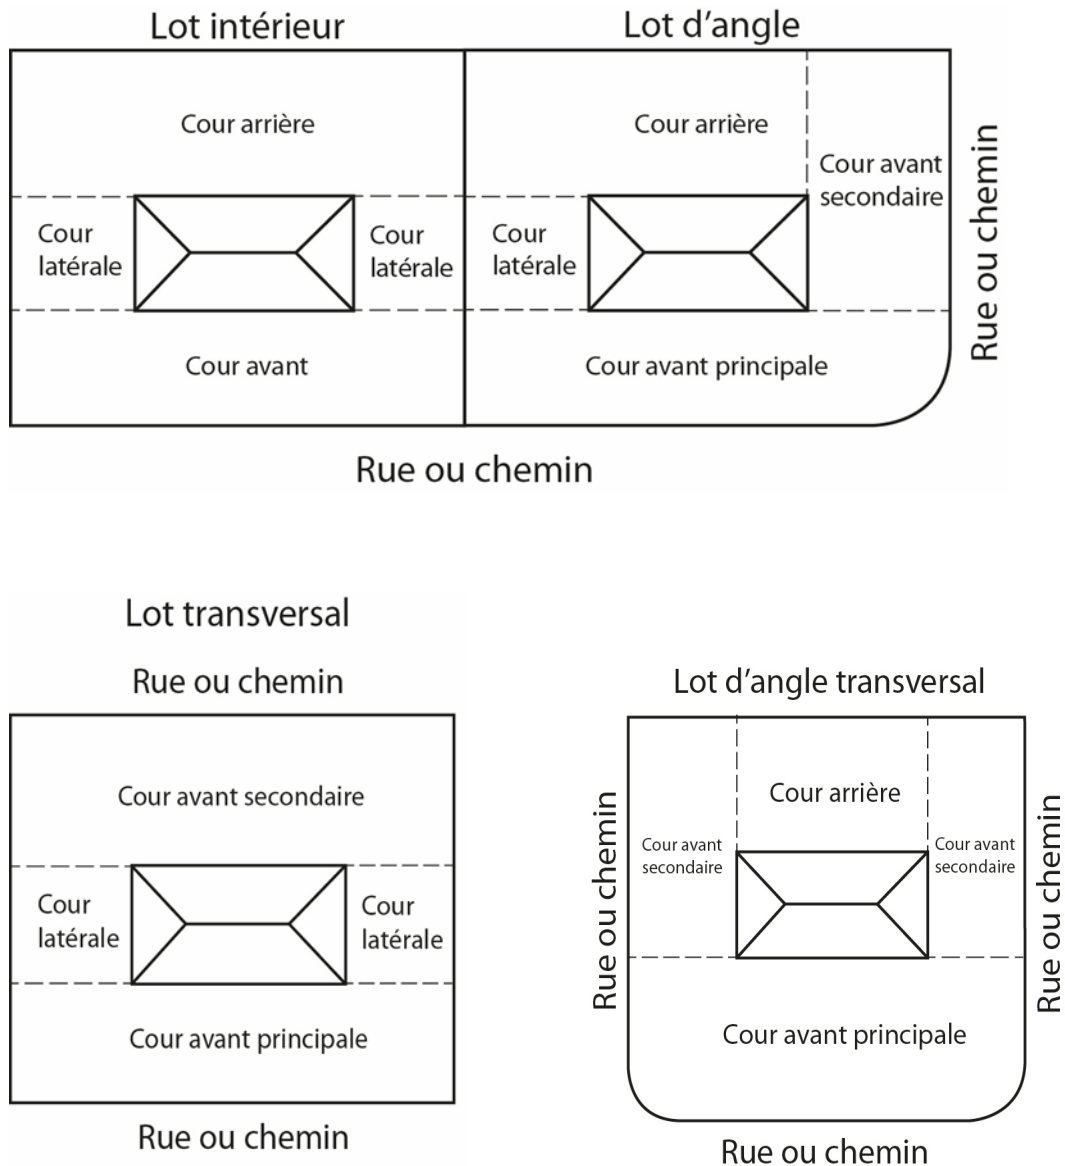 Lot intérieur
Lot d’angle
Cour arrière
Cour arrière
Cour avant
secondaire
Cour
latérale
Cour
latérale
Cour
latérale
Cour avant
Cour avant principale
Rue ou chemin
Rue ou chemin
Lot transversal
Rue ou chemin
Cour avant secondaire
Cour
latérale
Cour
latérale
Cour avant principale
Rue ou chemin
Lot d’angle transversal
Cour arrière
Rue ou chemin
Cour avant
secondaire
Cour avant
secondaire
Rue ou chemin
Cour avant principale
Rue ou chemin